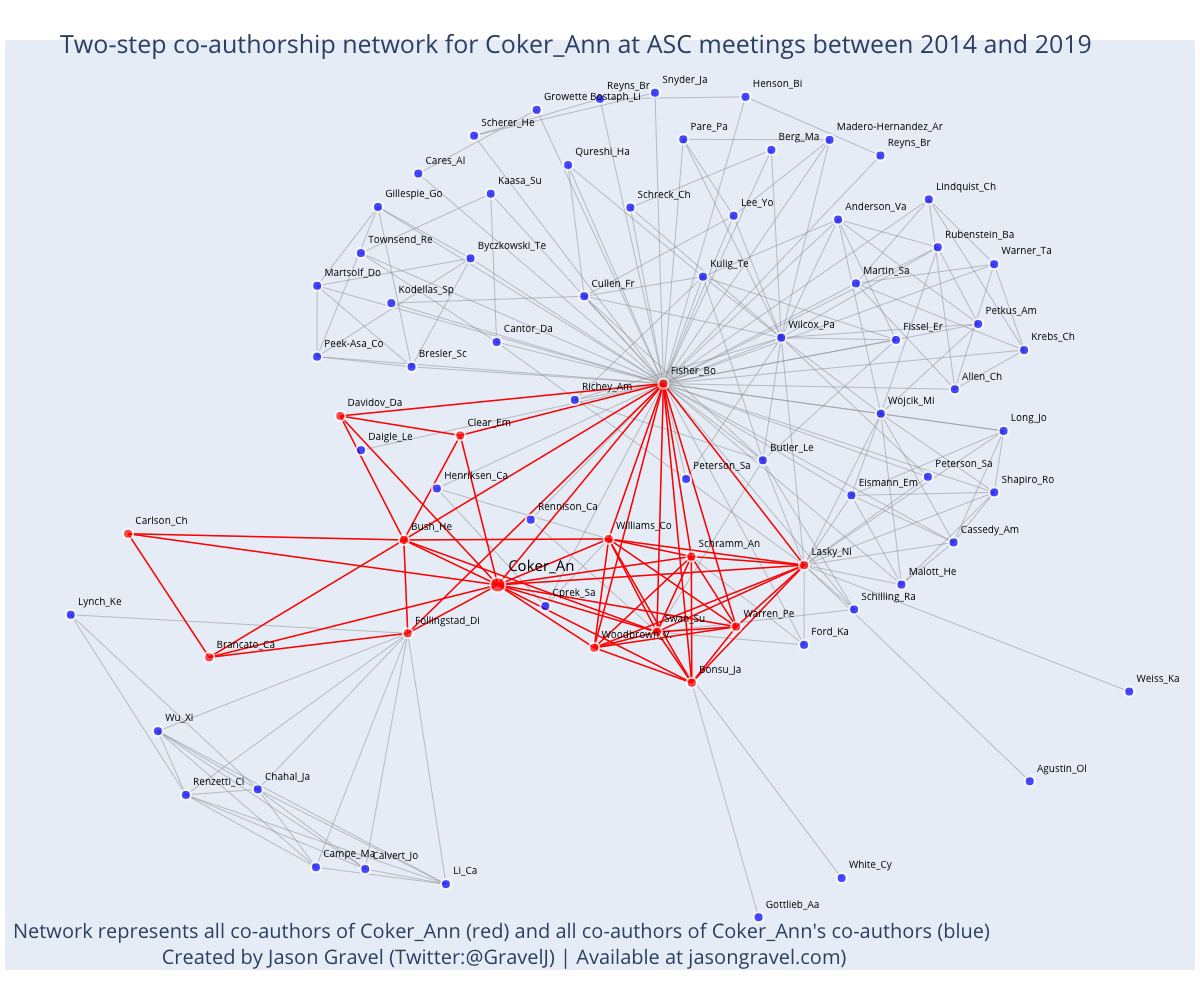 Two-step co-authorship network for Coker_Ann at ASC meetings between 2014 and 2019
Snyder_Ja
Reyns_Br
Henson_Bi
Growette Bostaph_Li
Scherer_He
Pare_Pa
Madero-Hernandez_Ar
Berg_Ma
Reyns_Br
Qureshi_Ha
Cares_Al
Kaasa_Su
Lindquist_Ch
Gillespie_Go
Schreck_Ch
Lee_Yo
Anderson_Va
Townsend_Re
Rubenstein_Ba
Byczkowski_Te
Warner_Ta
Kulig_Te
Martsolf_Do
Martin_Sa
Kodellas_Sp
Cullen_Fr
Petkus_Am
Wilcox_Pa
Cantor_Da
Fissel_Er
Krebs_Ch
Peek-Asa_Co
Bresler_Sc
Fisher_Bo
Allen_Ch
Richey_Am
Davidov_Da
Wojcik_Mi
Clear_Em
Long_Jo
Daigle_Le
Butler_Le
Peterson_Sa
Peterson_Sa
Henriksen_Ca
Eismann_Em
Shapiro_Ro
Rennison_Ca
Carlson_Ch
Bush_He
Williams_Co
Cassedy_Am
Schramm_An
Lasky_Ni
Coker_An
Malott_He
Cprek_Sa
Schilling_Ra
Lynch_Ke
Follingstad_Di
Swan_Su
Warren_Pe
Woodbrown_V
Ford_Ka
Brancato_Ca
Bonsu_Ja
Weiss_Ka
Wu_Xi
Agustin_Ol
Renzetti_Cl
Chahal_Ja
Campe_Ma
Calvert_Jo
Li_Ca
White_Cy
Gottlieb_Aa
Network represents all co-authors of Coker_Ann (red) and all co-authors of Coker_Ann's co-authors (blue)
Created by Jason Gravel (Twitter:@GravelJ) | Available at jasongravel.com)